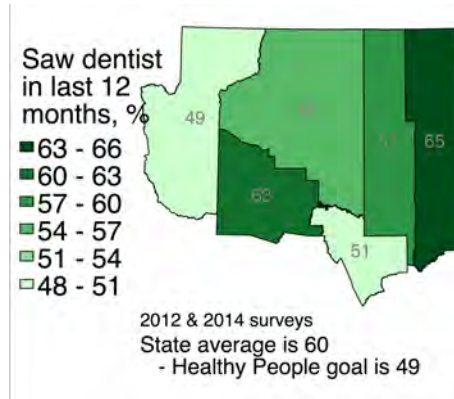 Saw dentist
in last 12
months, %
63 - 66
60 - 63
57 - 60
54 - 57
51 - 54
48 - 51
49
65
63
51
2012 & 2014 surveys
State average is 60
- Healthy People goal is 49